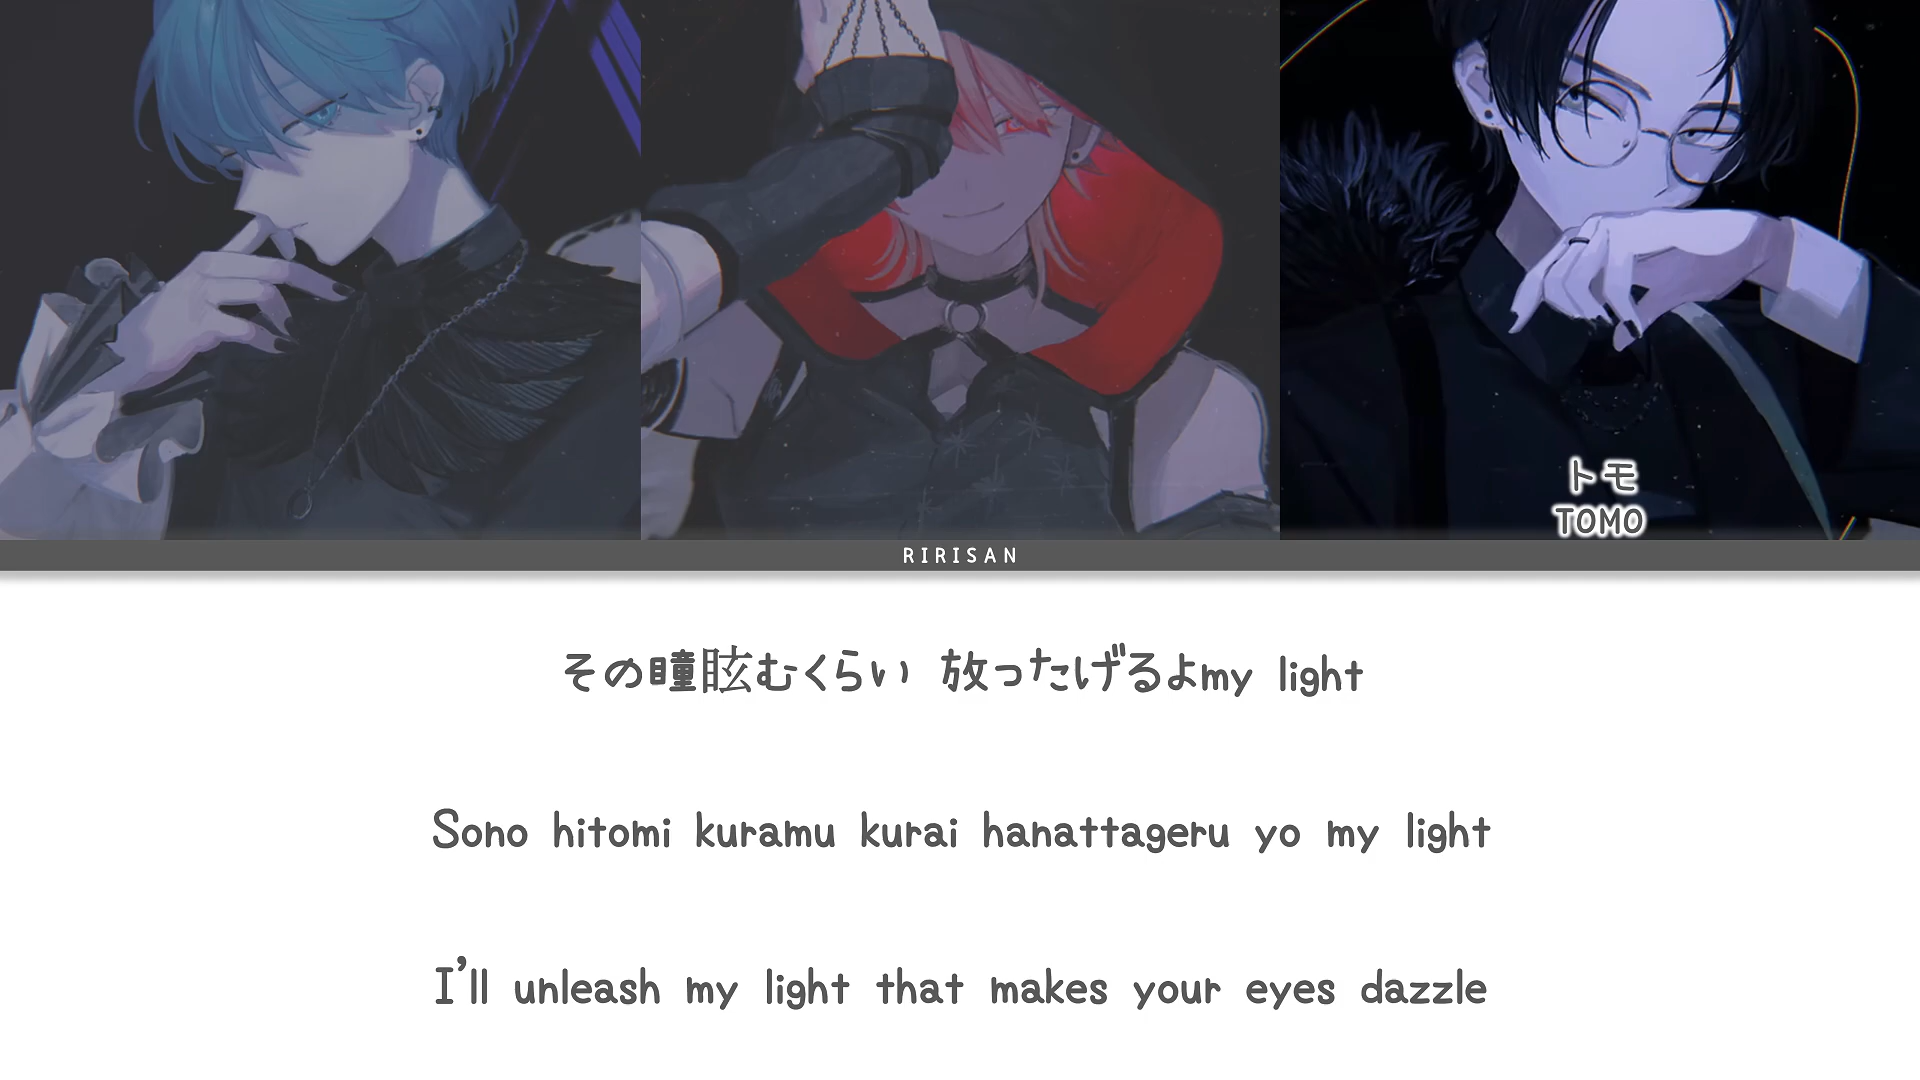 トモ
TOMO
RIRISAN
その瞳眩むくらい 放ったげるよmy light
Sono hitomi kuramu kurai hanattageru yo my light
I'll unleash my light that makes your eyes dazzle